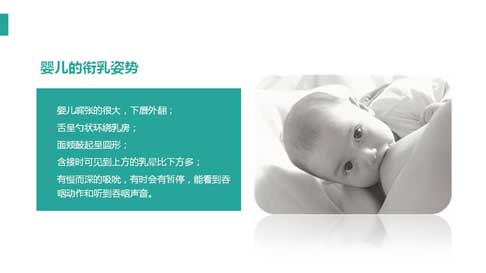 婴儿的衔乳姿势
婴儿嘴张的很大，下唇外翻；
舌呈勺状环绕乳房；
面颊鼓起呈圆形；
含接时可见到上方的乳晕比下方多；
有慢而深的吸吮，有时会有暂停，能看到吞
咽动作和听到吞咽声音。